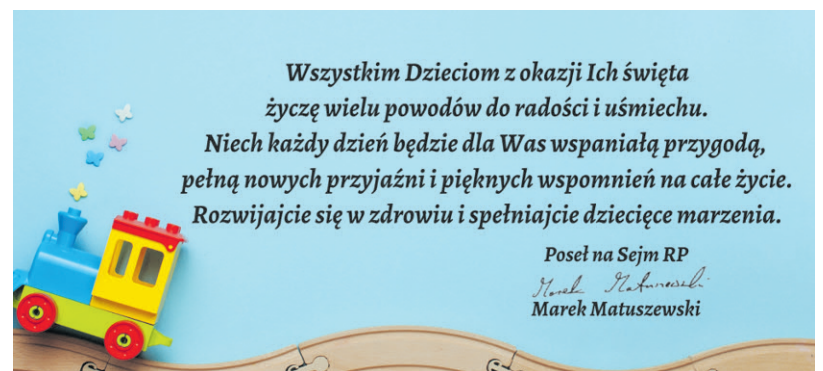 Wszystkim Dzieciom z okazji Ich święta
życzę wielu powodów do radości i uśmiechu.
Niech każdy dzień będzie dla Was wspaniałą przygodą,
pełną nowych przyjaźni i pięknych wspomnień na całe życie.
Rozwijajcie się w zdrowiu i spełniajcie dziecięce marzenia.
Poseł na Sejm RP
Marek Matuszewski
Marek Matuszewski